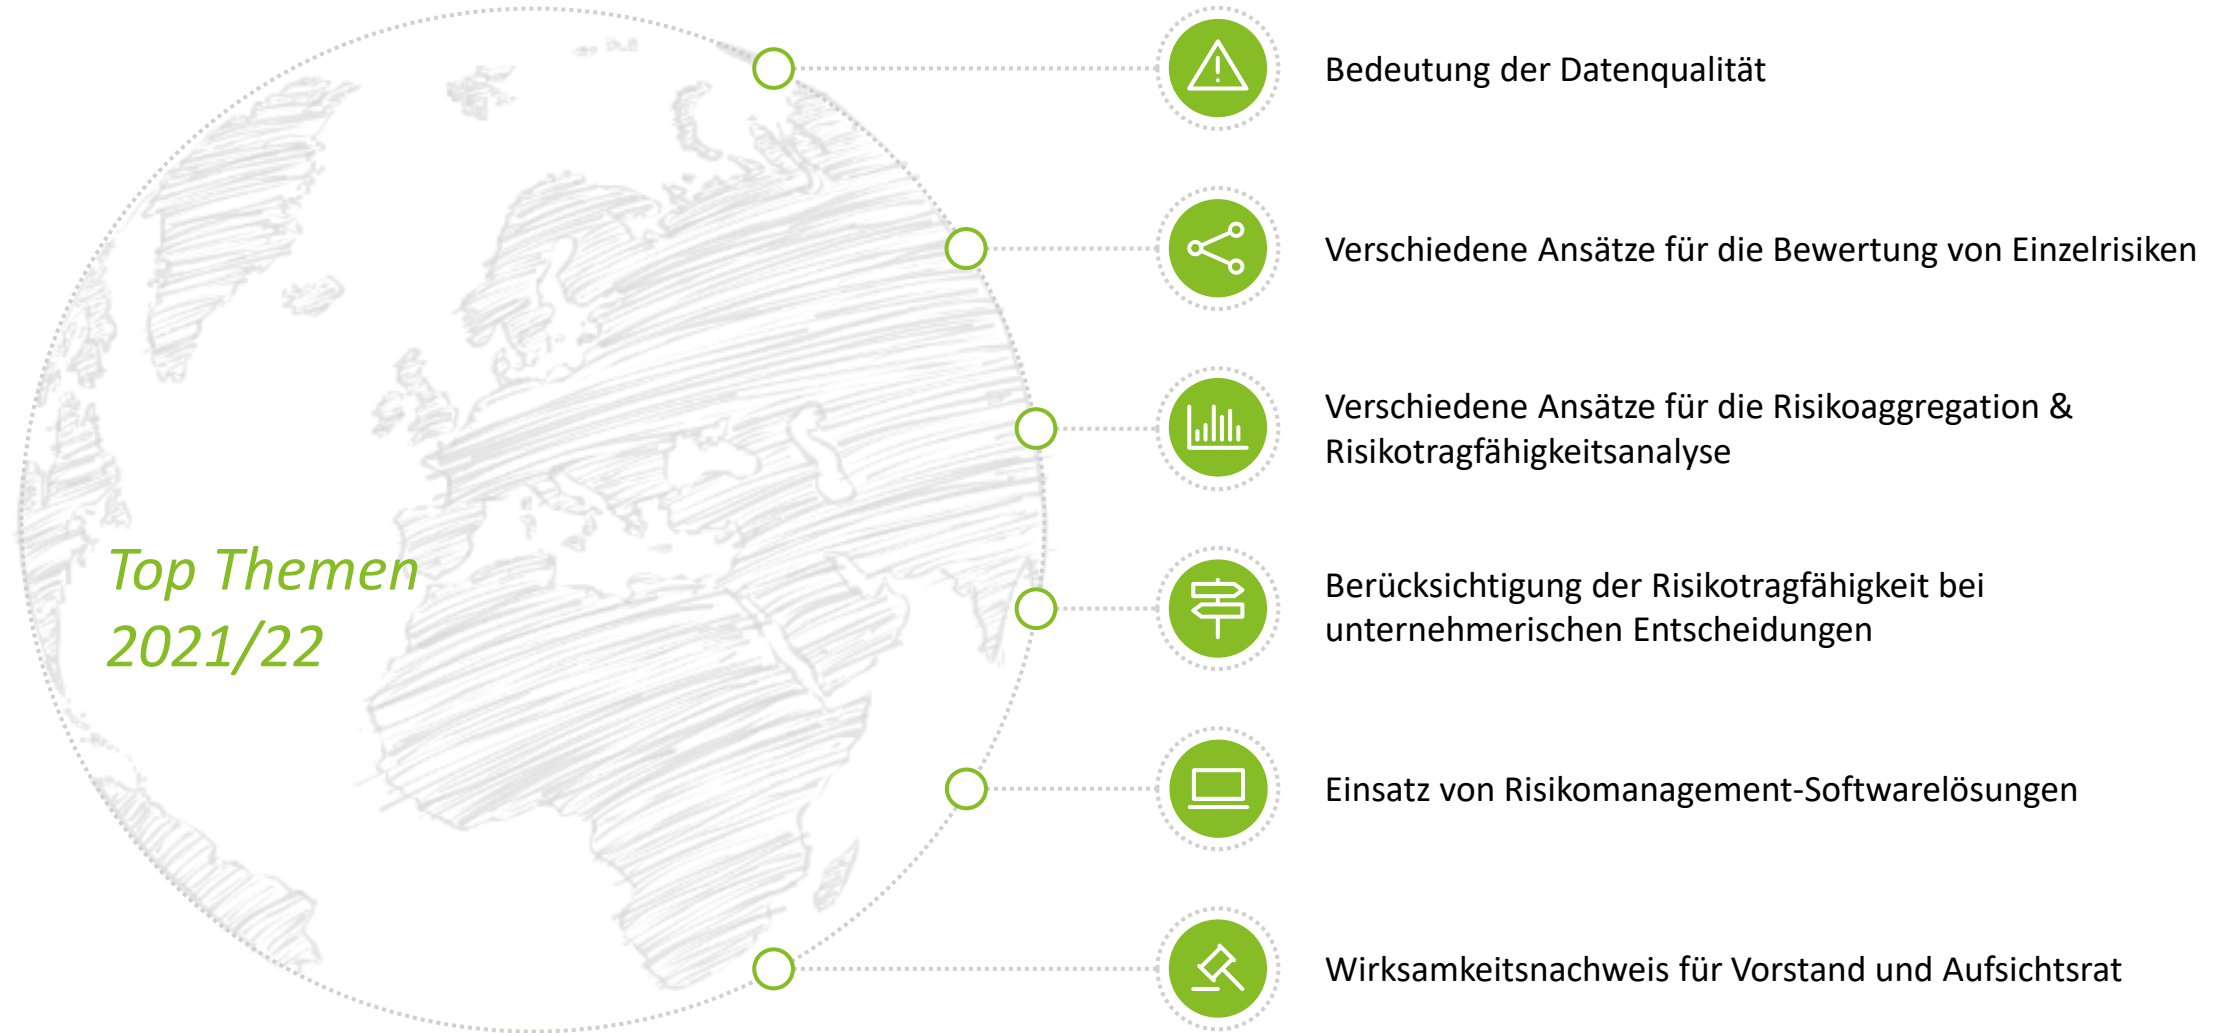 Top Themen
2021/22
Bedeutung der Datenqualität
Verschiedene Ansätze für die Bewertung von Einzelrisiken
Verschiedene Ansätze für die Risikoaggregation &
Risikotragfähigkeitsanalyse
Berücksichtigung der Risikotragfähigkeit bei
unternehmerischen Entscheidungen
Einsatz von Risikomanagement-Softwarelösungen
Wirksamkeitsnachweis für Vorstand und Aufsichtsrat